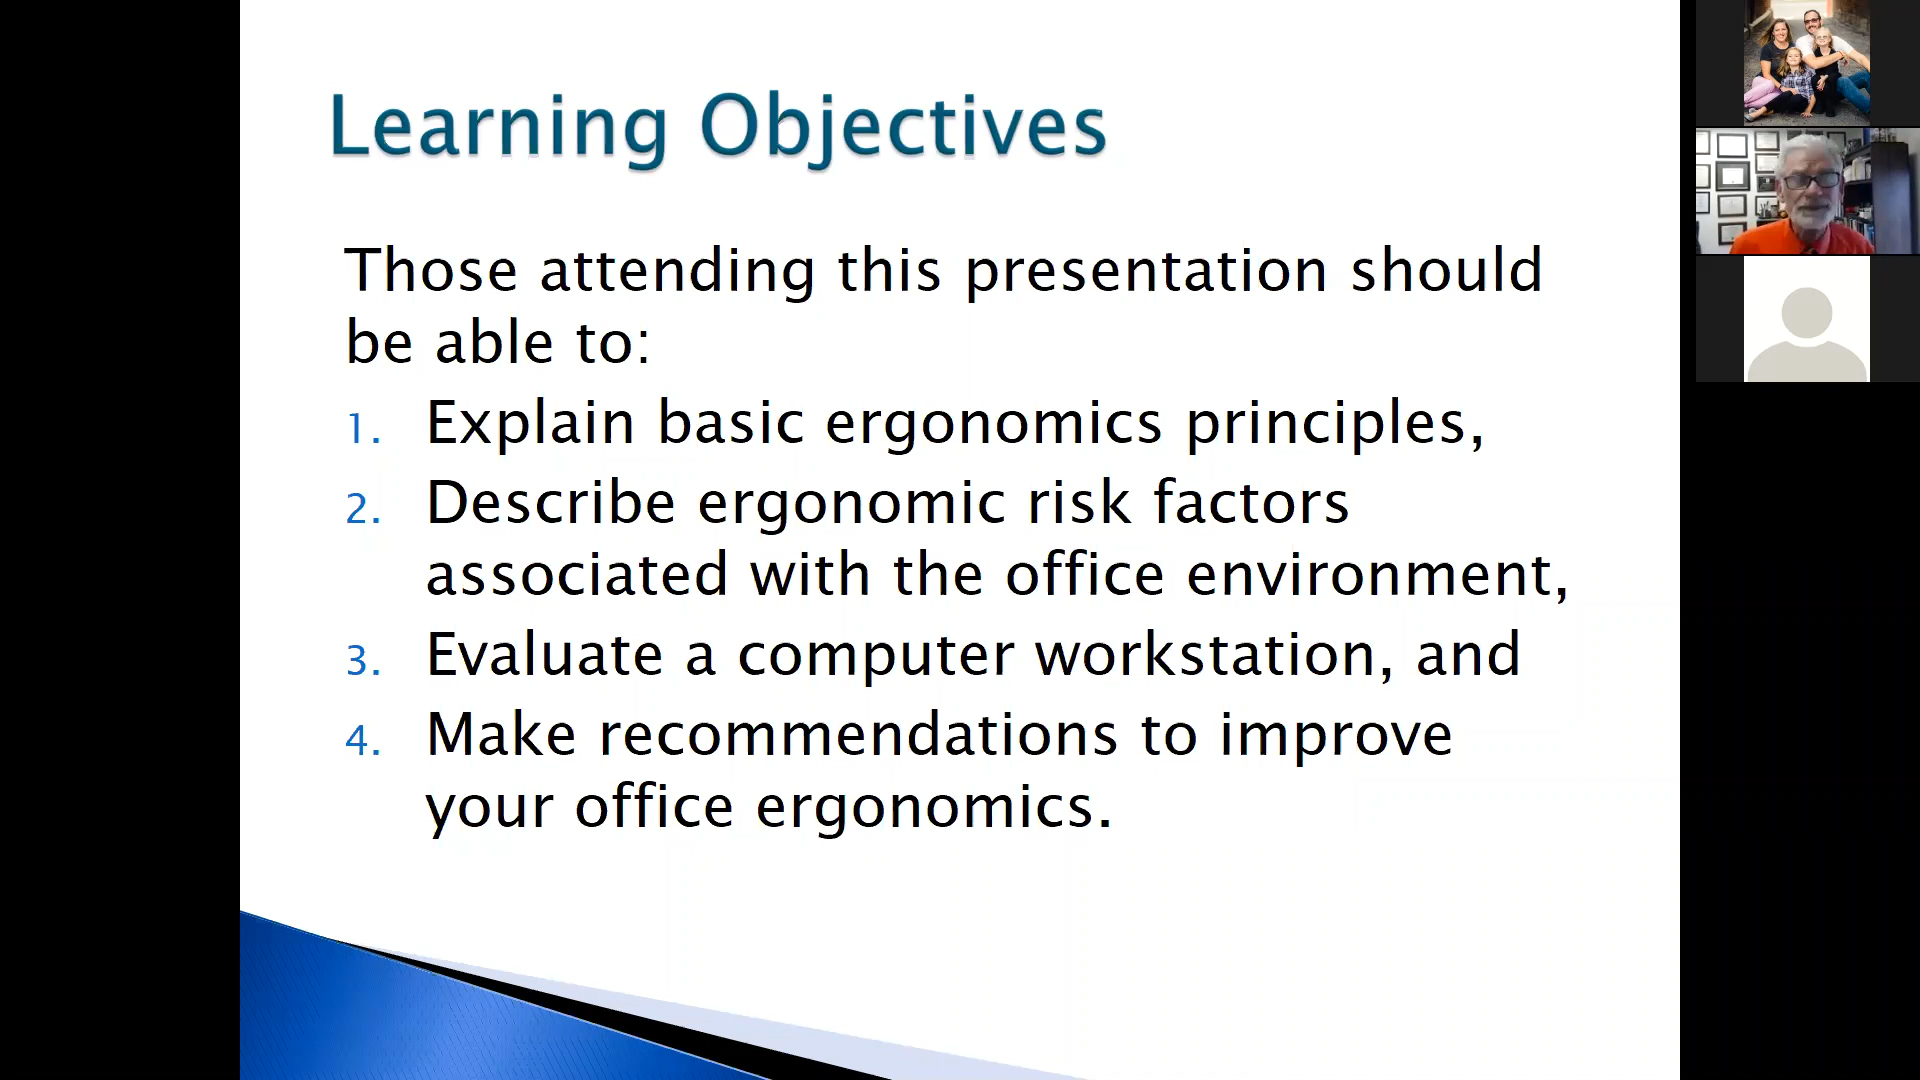 Learning Objectives
Those attending this presentation should
be able to:
1. Explain basic ergonomics principles,
2. Describe ergonomic risk factors
associated with the office environment,
3. Evaluate a computer workstation, and
4. Make recommendations to improve
your office ergonomics.